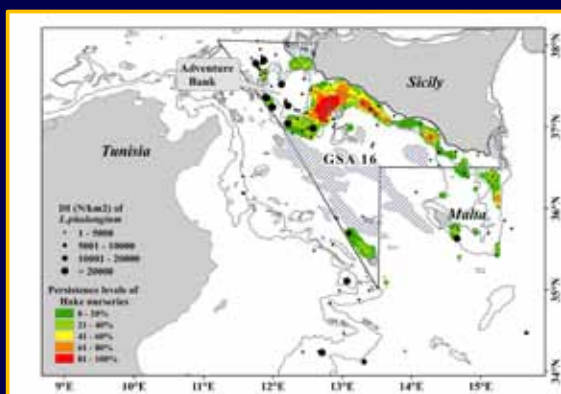 Adventure
Bank
Sicily
Tunisia
GSA 16
Malta
DI (N/km2) of
1 - 5000
5001 - 10000
10001 - 20000
> 20000
Persistence levels of
Hake nurseries
0 - 20%
21 - 40%
41 - 60%
61 - 80%
81 - 100%
38°N
37°N
36°N
35°N
34°N
9°E
10°E
11°E
12°E
13°E
14°E
15°E